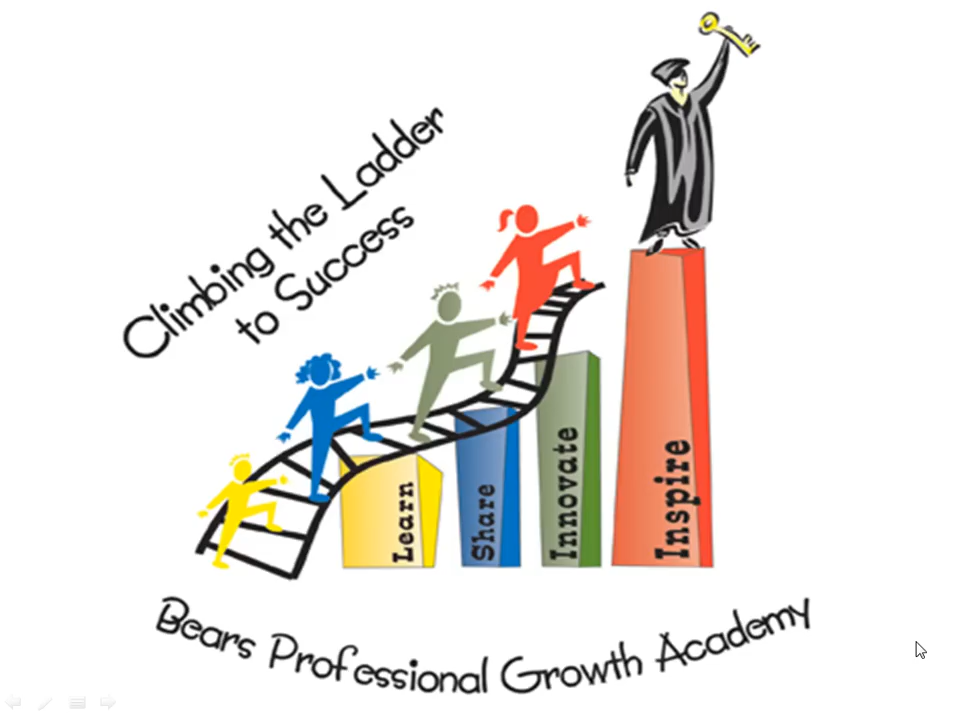 Climbing the Ladder
to Success
Learn
Share
Innovate
Inspire
Bears Professional Growth Academy